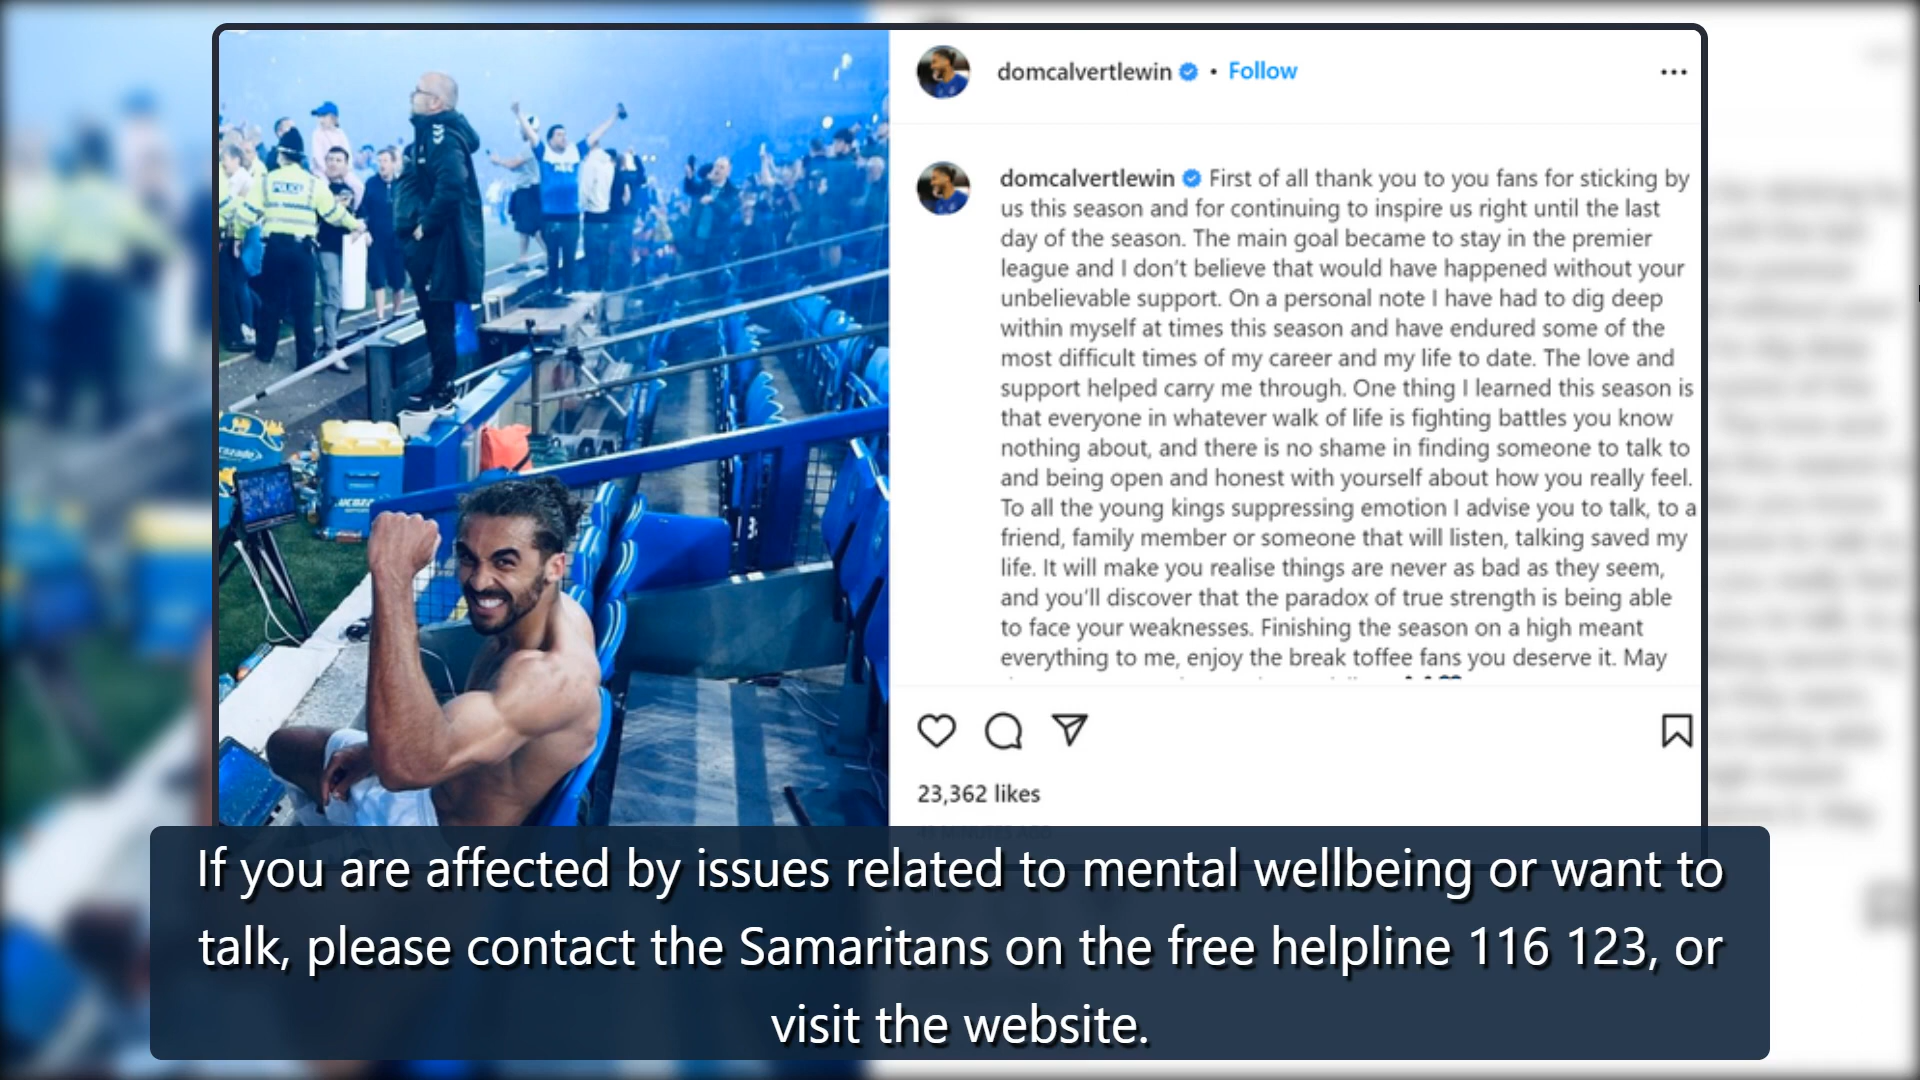 domcalvertlewin • Follow
domcalvertlewin First of all thank you to you fans for sticking by
us this season and for continuing to inspire us right until the last
day of the season. The main goal became to stay in the premier
league and I don't believe that would have happened without your
unbelievable support. On a personal note I have had to dig deep
within myself at times this season and have endured some of the
most difficult times of my career and my life to date. The love and
support helped carry me through. One thing I learned this season is
that everyone in whatever walk of life is fighting battles you know
nothing about, and there is no shame in finding someone to talk to
and being open and honest with yourself about how you really feel.
To all the young kings suppressing emotion I advise you to talk, to a
friend, family member or someone that will listen, talking saved my
life. It will make you realise things are never as bad as they seem,
and you'll discover that the paradox of true strength is being able
to face your weaknesses. Finishing the season on a high meant
everything to me, enjoy the break toffee fans you deserve it. May
23,362 likes
POLICE
If you are affected by issues related to mental wellbeing or want to
talk, please contact the Samaritans on the free helpline 116 123, or
visit the website.